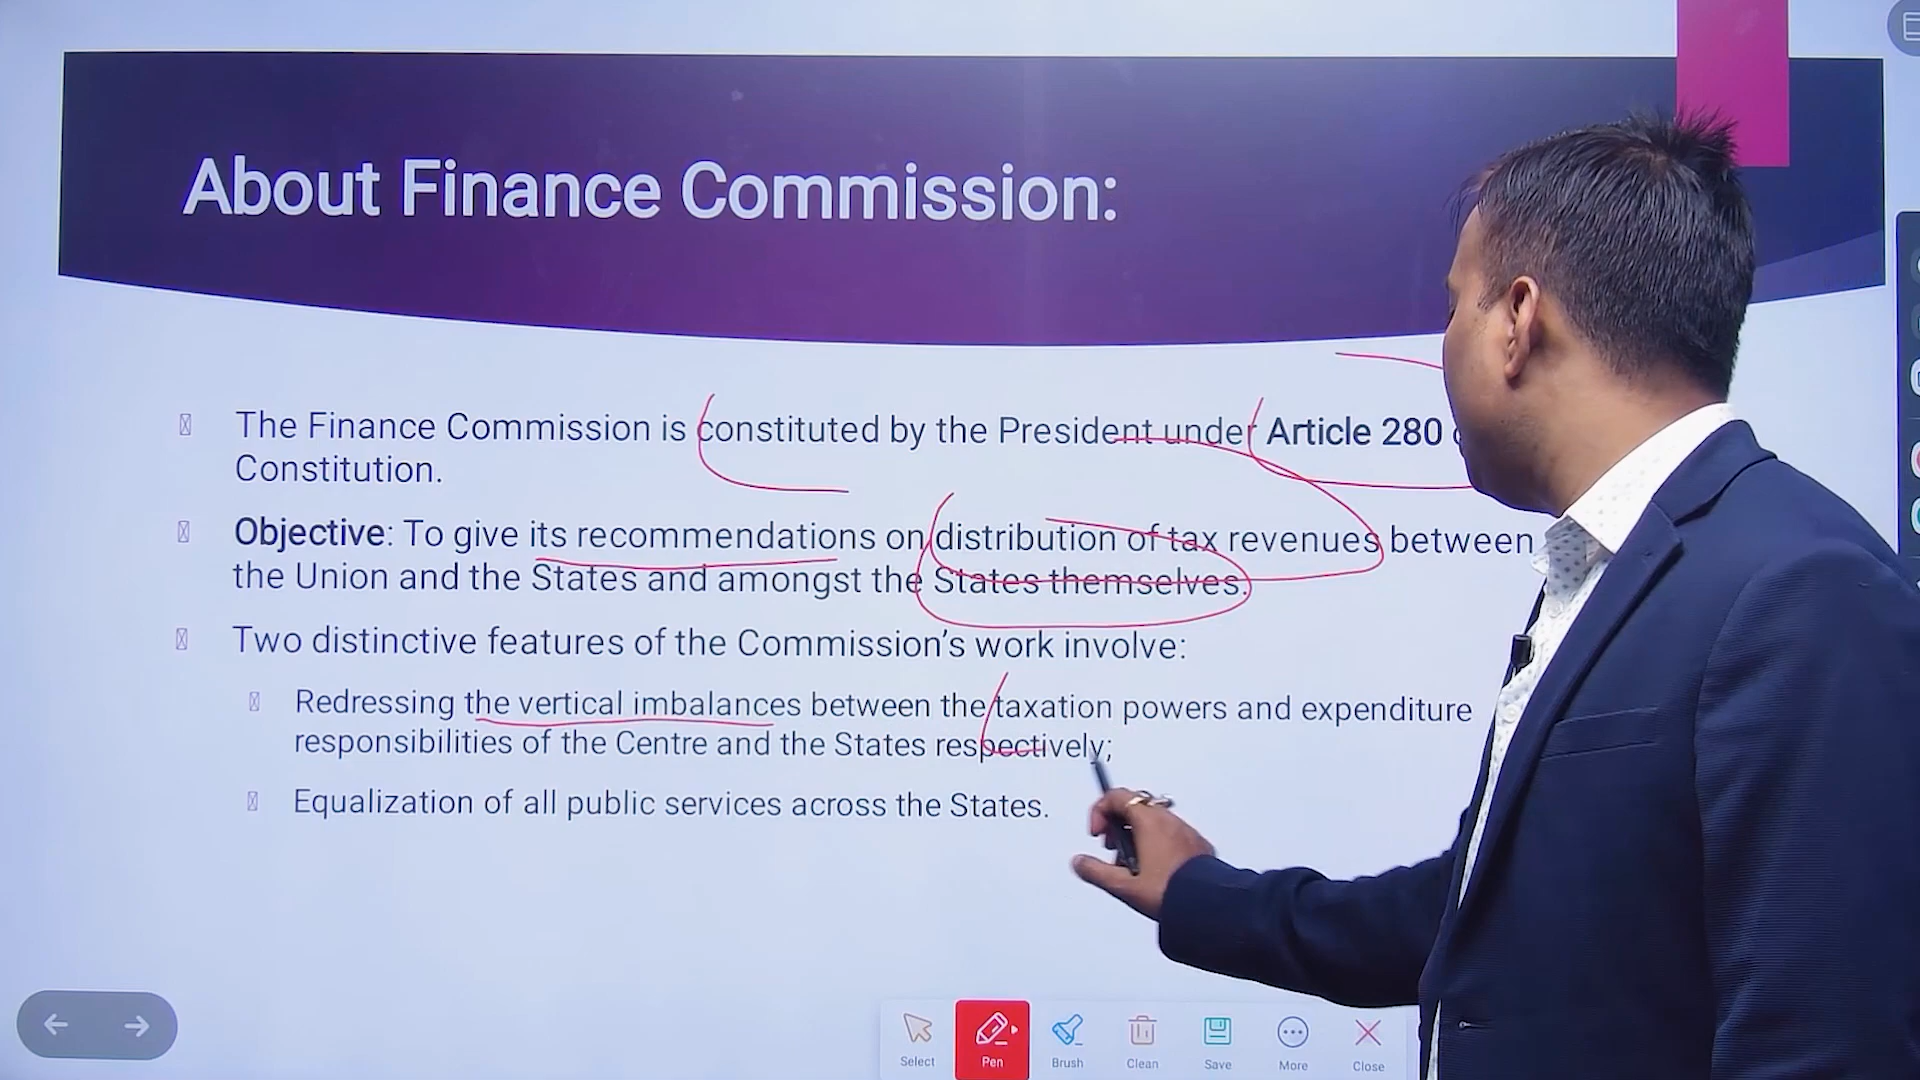 About Finance Commission:
The Finance Commission is constituted by the President under Article 280
Constitution.
Objective: To give its recommendations on distribution of tax revenues between
the Union and the States and amongst the States themselves.
Two distinctive features of the Commission's work involve:
Redressing the vertical imbalances between the taxation powers and expenditure
responsibilities of the Centre and the States respectively;
Equalization of all public services across the States.
Select
Pen
Brush
Clean
Save
More
Close